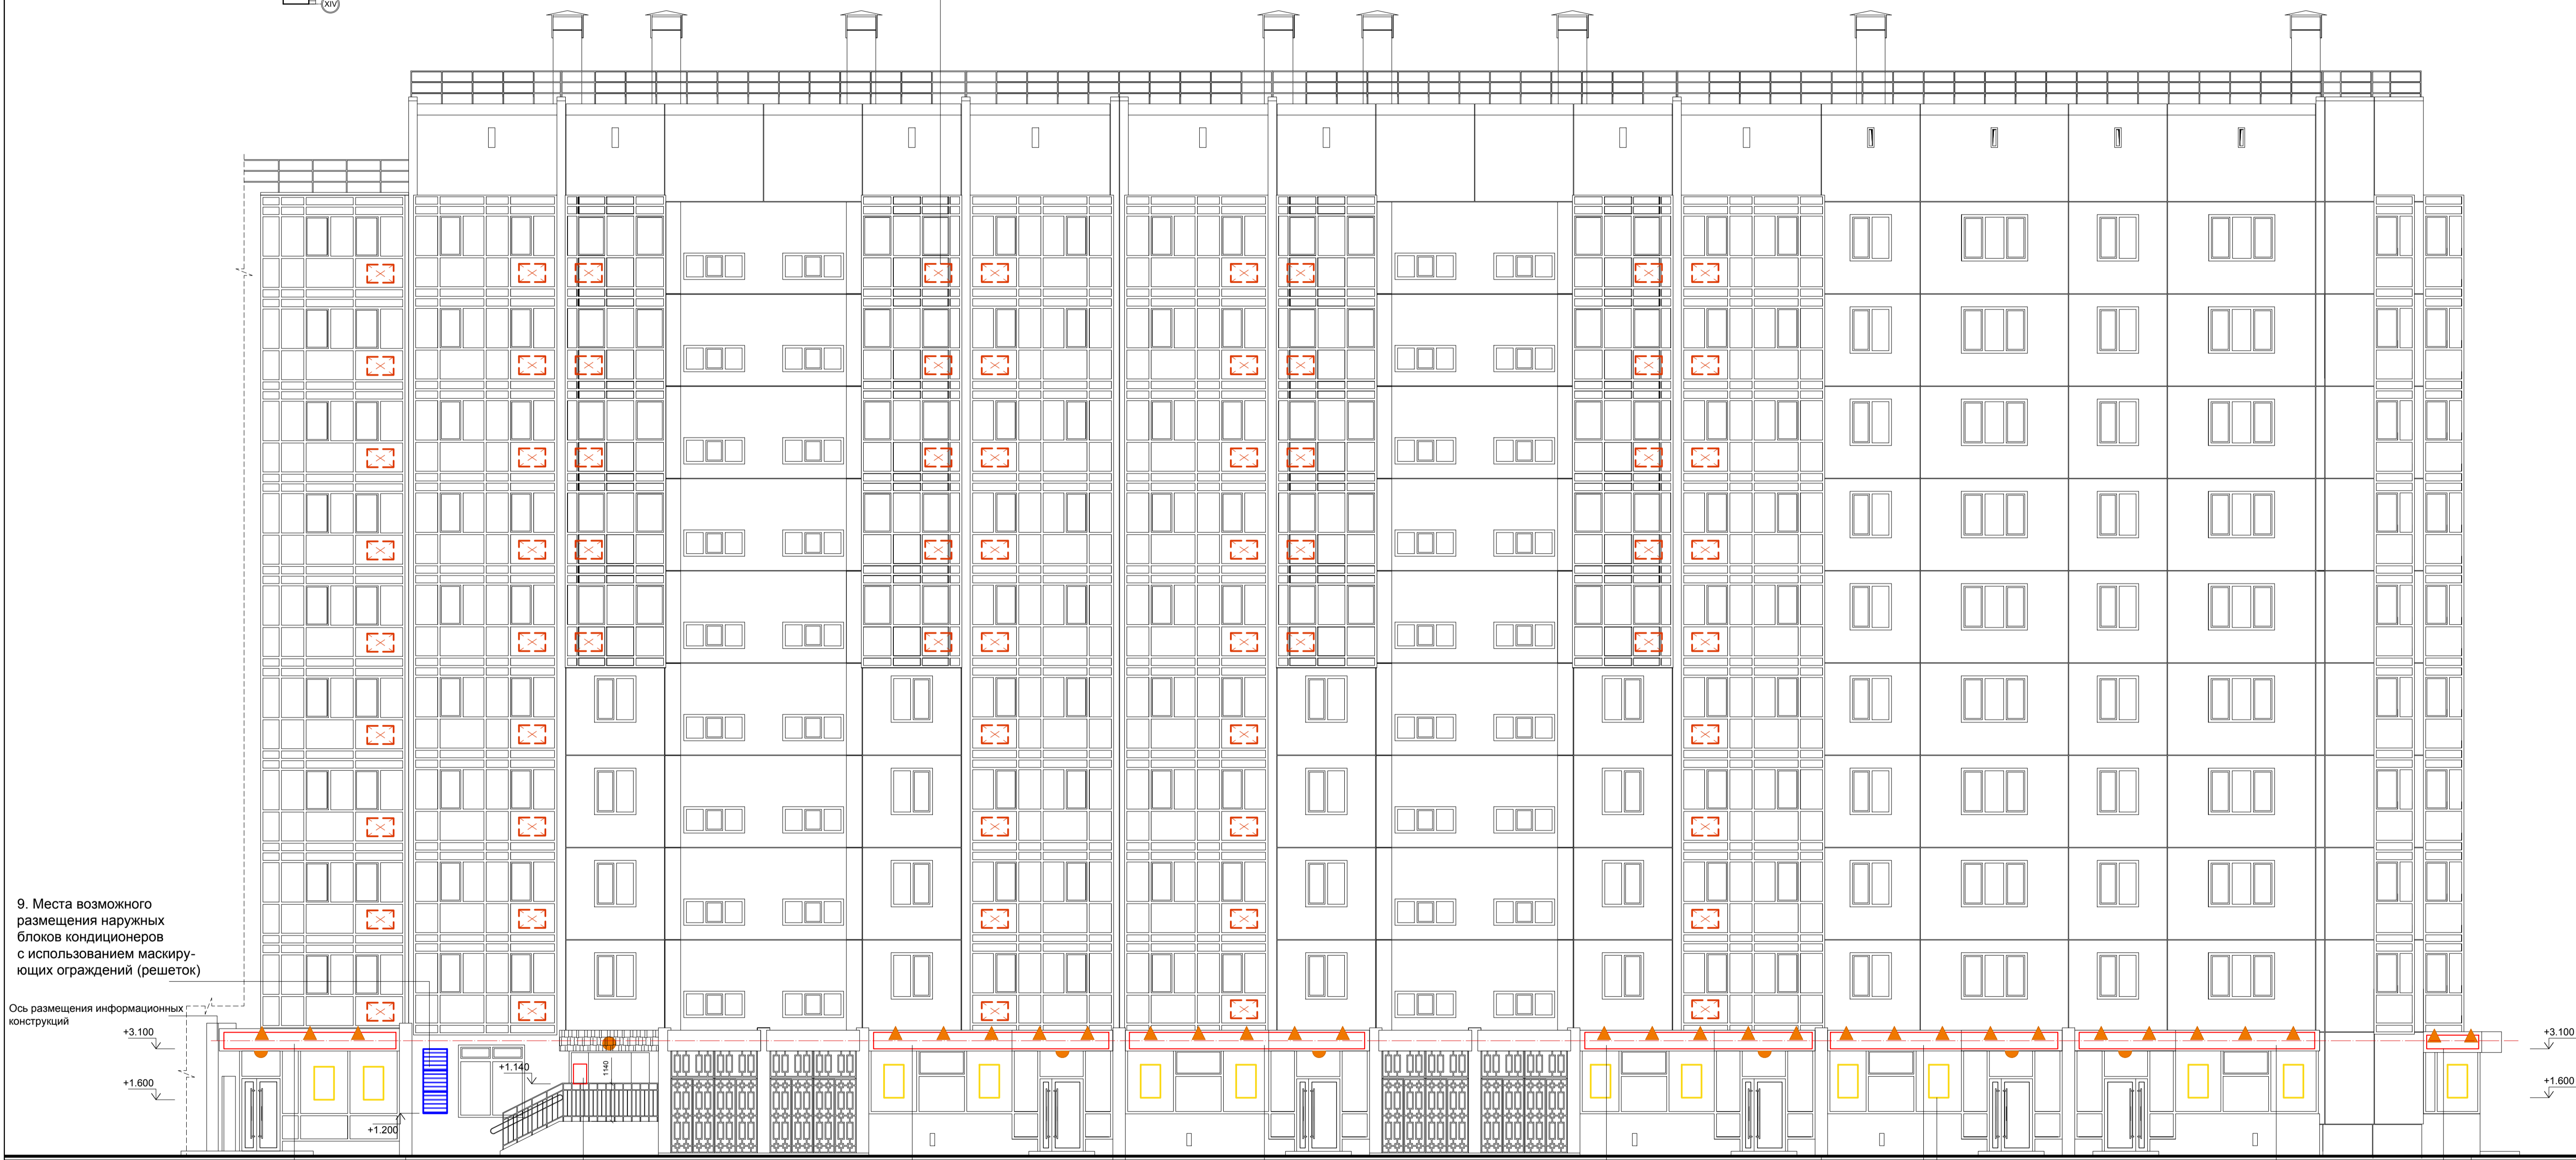 XIV
9. Места возможного
размещения наружных
блоков кондиционеров
с использованием маскиру-
ющих ограждений (решеток)
Ось размещения информационных
конструкций
+3.100
+1.600
+1.200
+1.140
1140
+3.100
+1.600